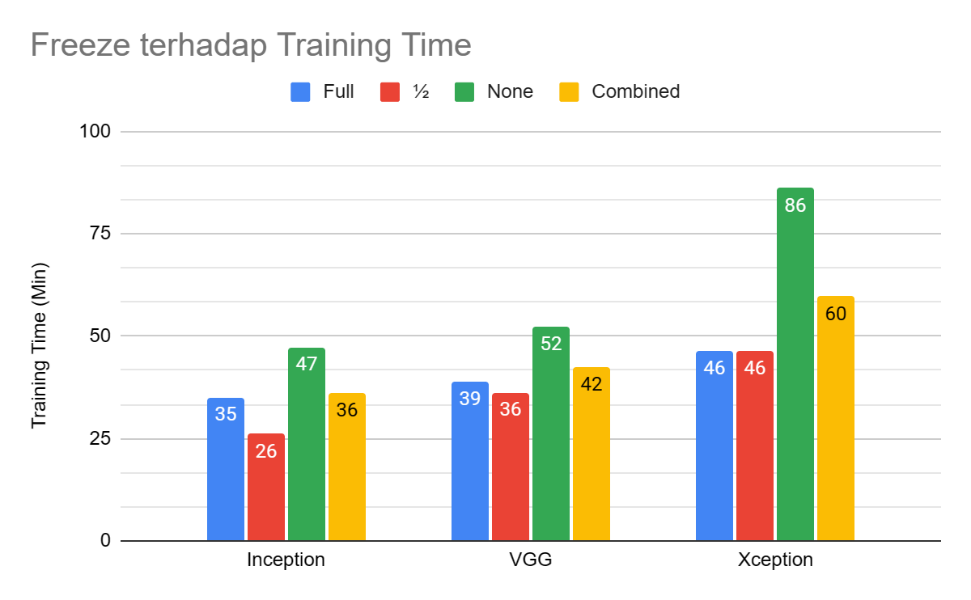 Freeze terhadap Training Time
Full ½ None Combined
Training Time (Min)
100
75
50
25
0
35 26 47 36
39 36 52 42
46 46 86 60
Inception VGG Xception